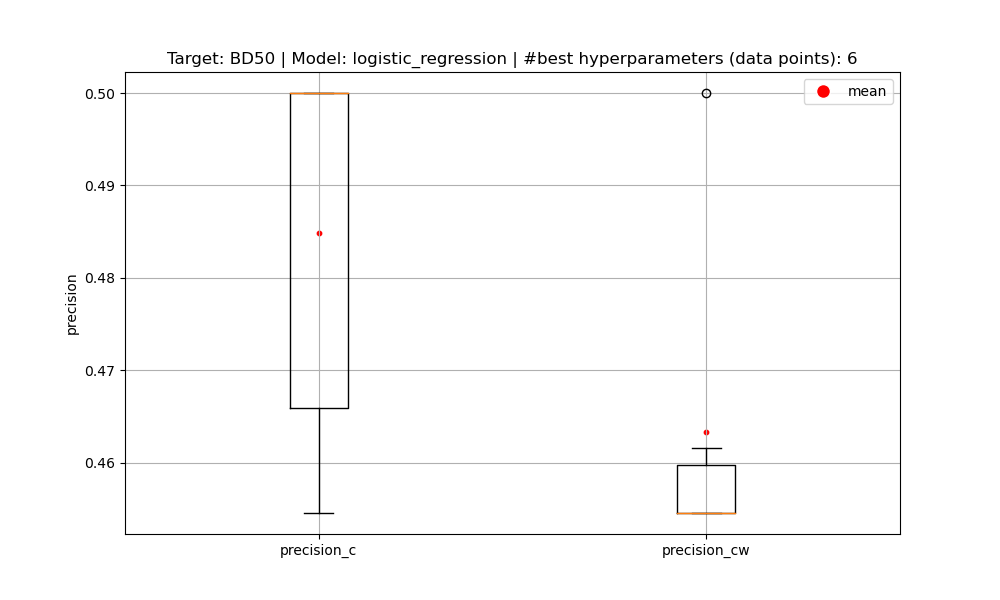 Target: BD50 | Model: logistic_regression | #best hyperparameters (data points): 6
mean
0.50
0.49
0.48
0.47
0.46
precision
precision_c
precision_cw